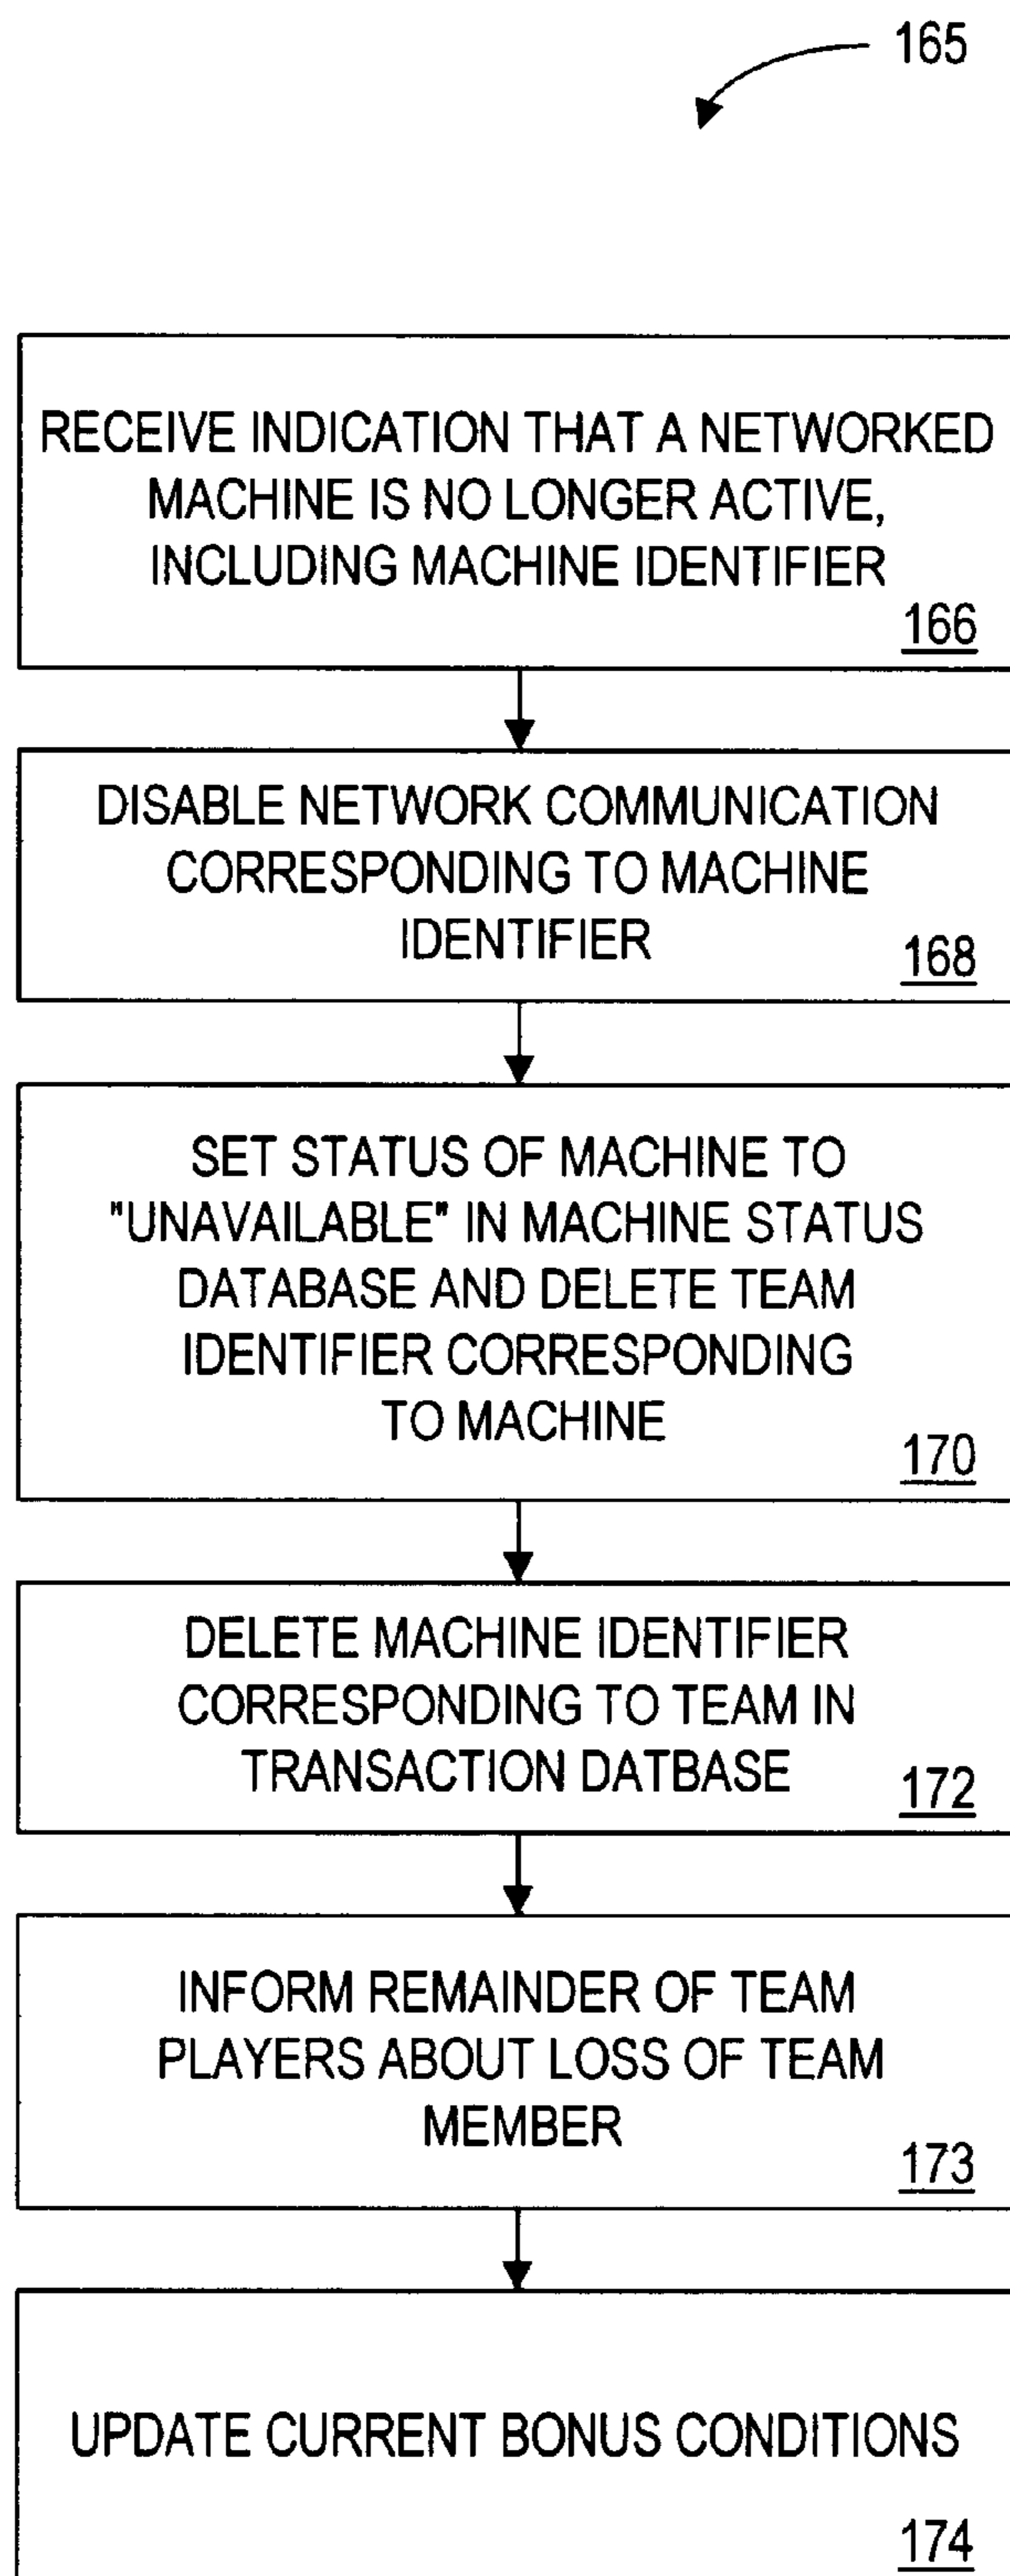 165
RECEIVE INDICATION THAT A NETWORKED
MACHINE IS NO LONGER ACTIVE,
INCLUDING MACHINE IDENTIFIER
166
DISABLE NETWORK COMMUNICATION
CORRESPONDING TO MACHINE
IDENTIFIER
168
SET STATUS OF MACHINE TO
"UNAVAILABLE" IN MACHINE STATUS
DATABASE AND DELETE TEAM
IDENTIFIER CORRESPONDING
TO MACHINE
170
DELETE MACHINE IDENTIFIER
CORRESPONDING TO TEAM IN
TRANSACTION DATBASE
172
INFORM REMAINDER OF TEAM
PLAYERS ABOUT LOSS OF TEAM
MEMBER
173
UPDATE CURRENT BONUS CONDITIONS
174